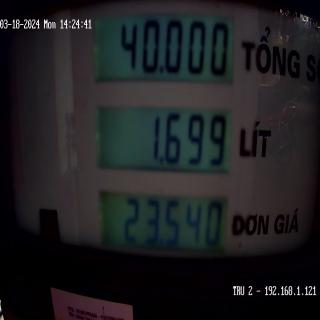 03-18-2024 Mon 14:24:41
40.000 TỔNG S
1,699 LÍT
23.540 ĐƠN GIÁ
TRU 2 - 192.168.1.121